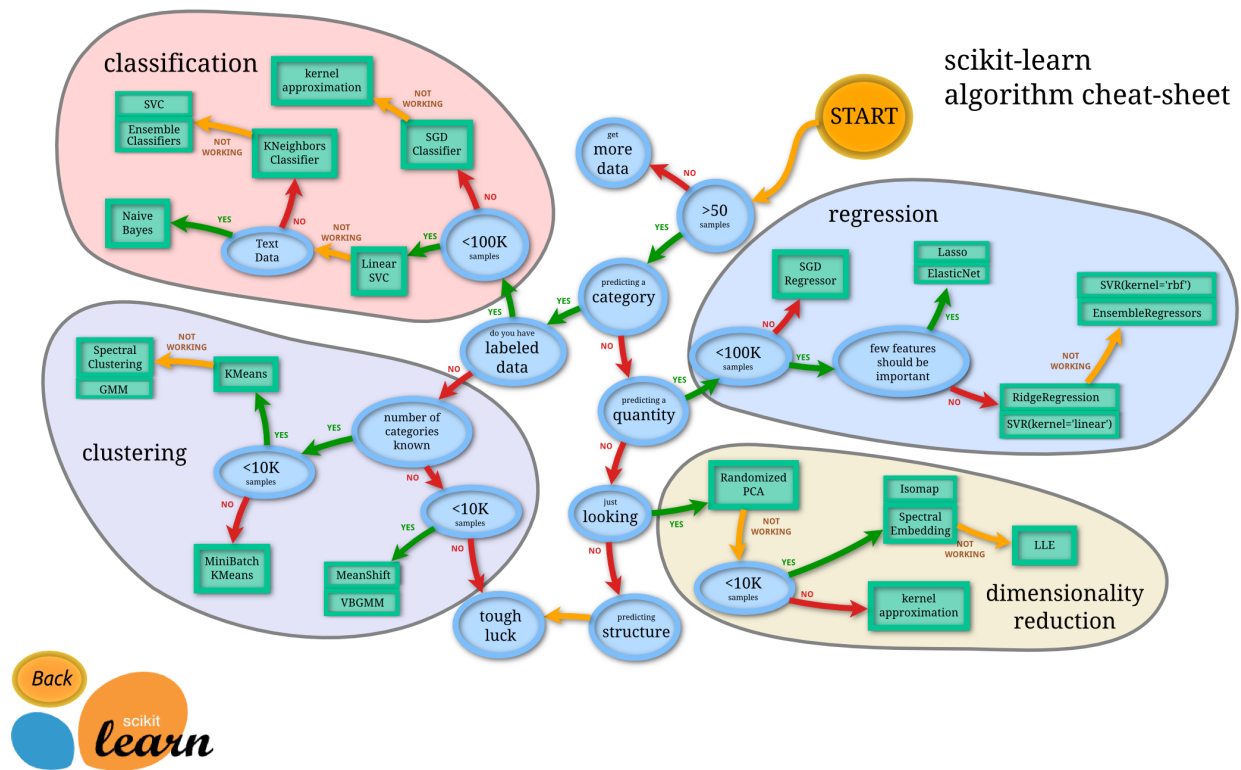 scikit-learn
algorithm cheat-sheet
START
classification
kernel
approximation
NOT
WORKING
SVC
Ensemble
Classifiers
NOT
WORKING
KNeighbors
Classifier
SGD
Classifier
NO
Naive
Bayes
YES
Text
Data
NO
NOT
WORKING
Linear
SVC
YES
<100K
samples
YES
get
more
data
NO
>50
samples
YES
predicting a
category
YES
NO
do you have
labeled
data
NO
predicting a
quantity
YES
NO
just
looking
YES
NO
predicting
structure
tough
luck
regression
SGD
Regressor
NO
<100K
samples
YES
few features
should be
important
YES
Lasso
ElasticNet
NO
RidgeRegression
SVR(kernel='linear')
NOT
WORKING
SVR(kernel='rbf')
EnsembleRegressors
clustering
Spectral
Clustering
GMM
NOT
WORKING
KMeans
YES
number of
categories
known
YES
<10K
samples
NO
MiniBatch
KMeans
NO
<10K
samples
YES
MeanShift
VBGMM
NO
dimensionality
reduction
Randomized
PCA
NOT
WORKING
<10K
samples
YES
Isomap
Spectral
Embedding
NOT
WORKING
LLE
NO
kernel
approximation
Back
scikit
learn